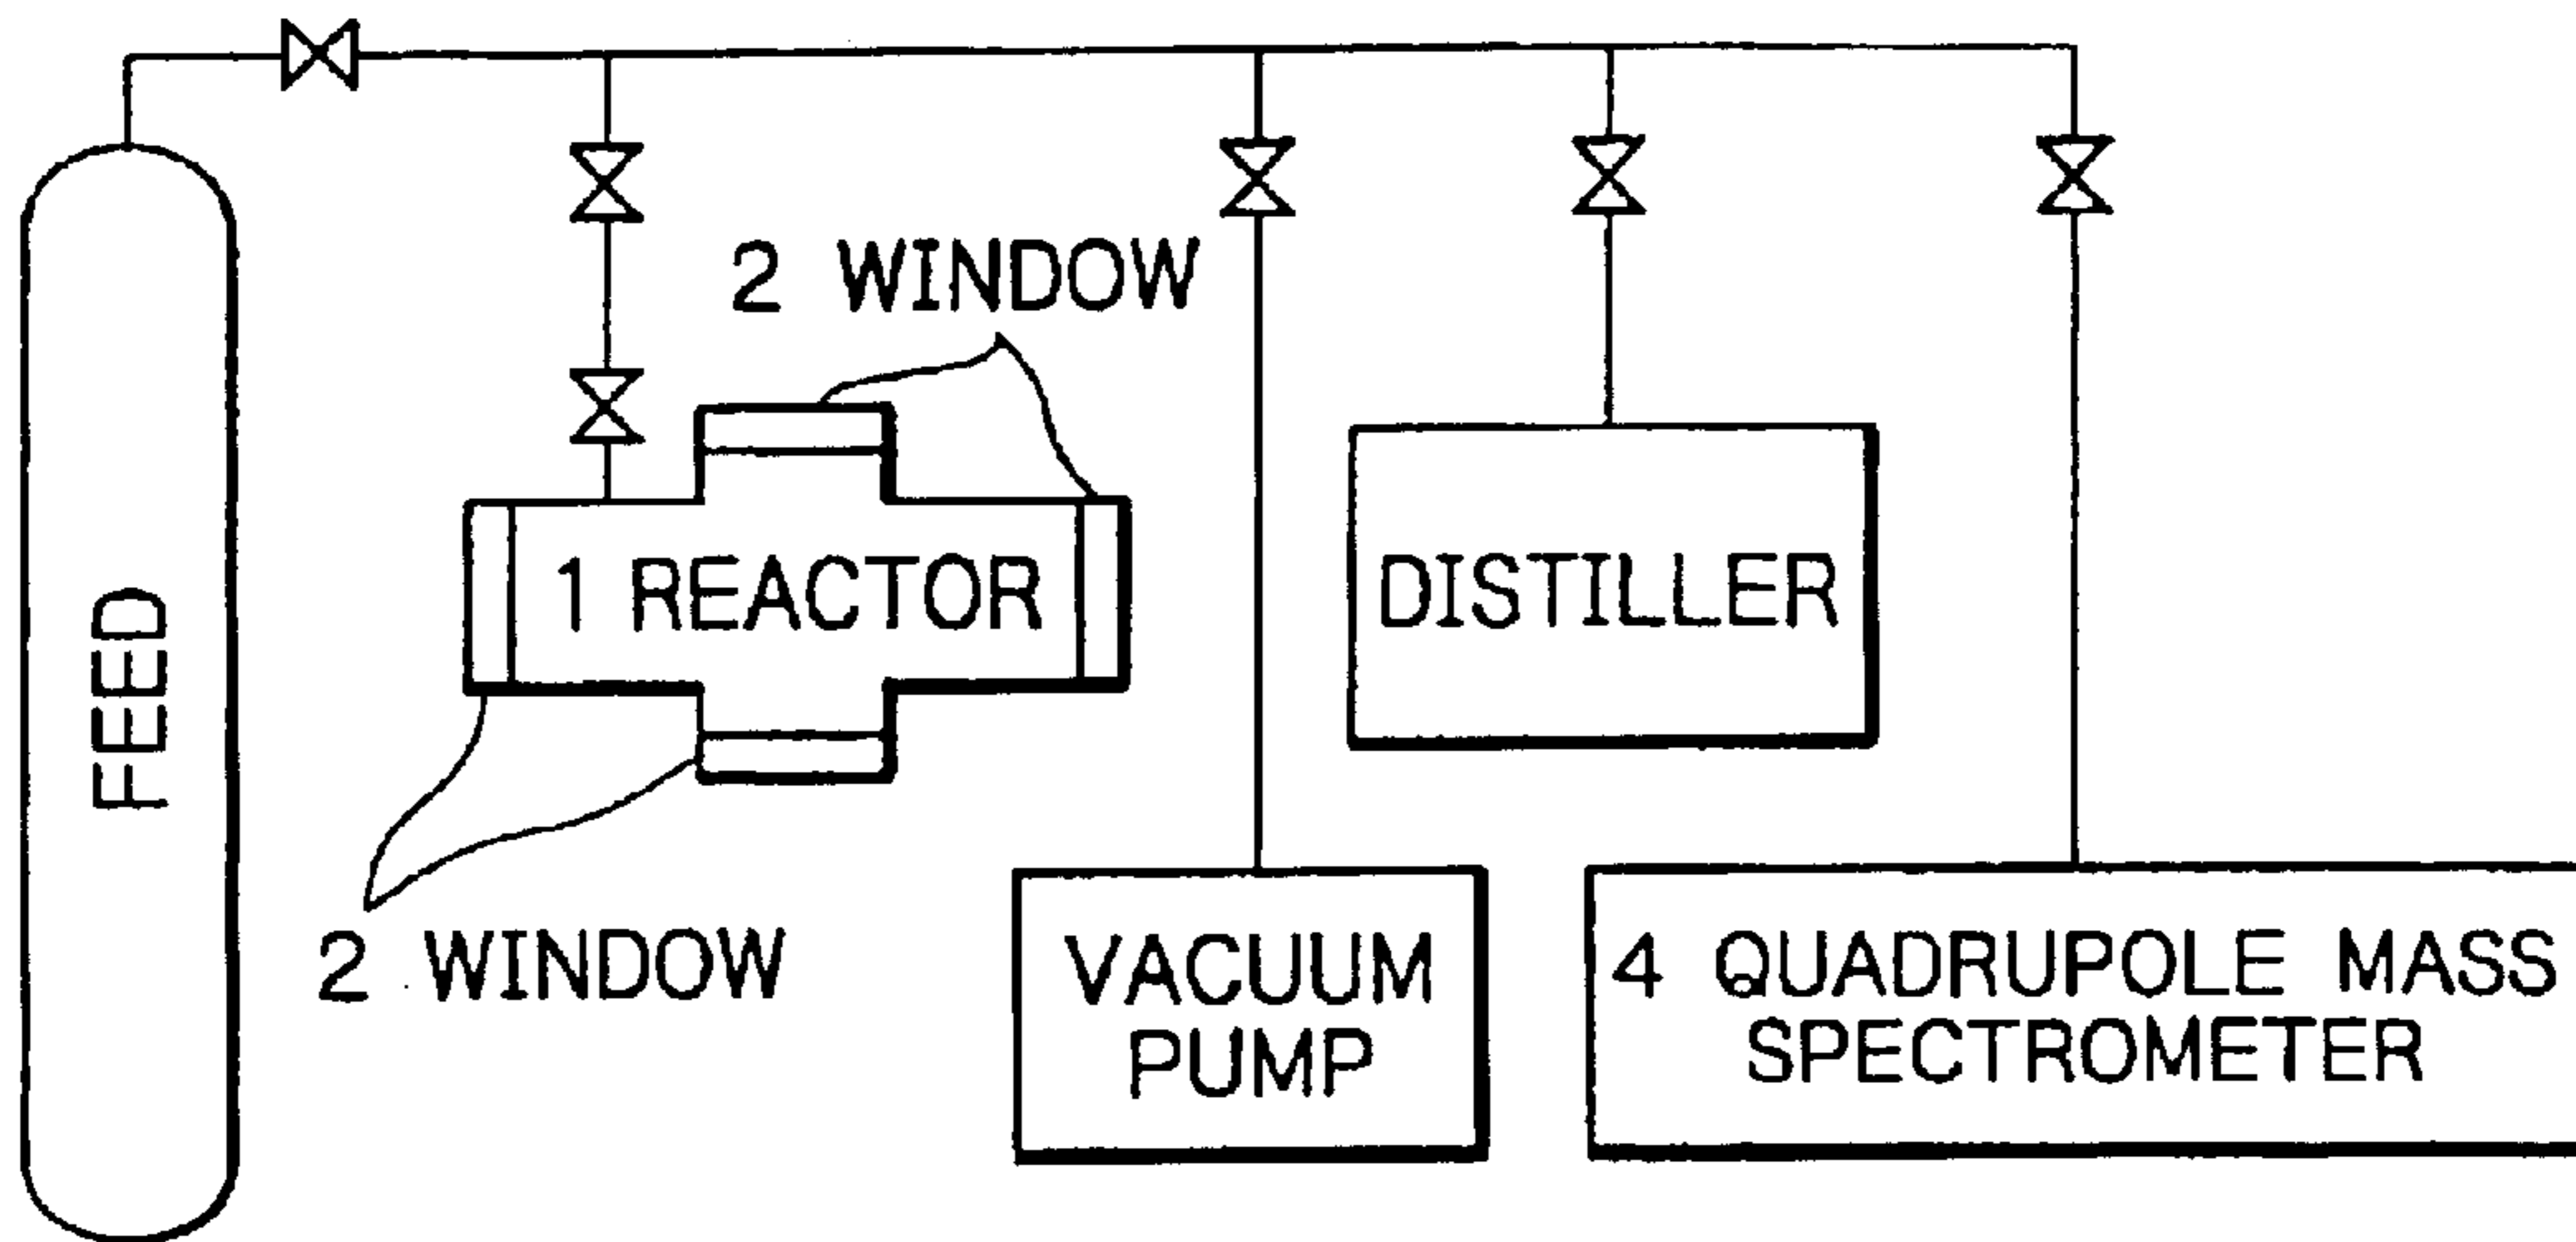 2 WINDOW
FEED
1 REACTOR
DISTILLER
2 WINDOW
VACUUM
PUMP
4 QUADRUPOLE MASS
SPECTROMETER